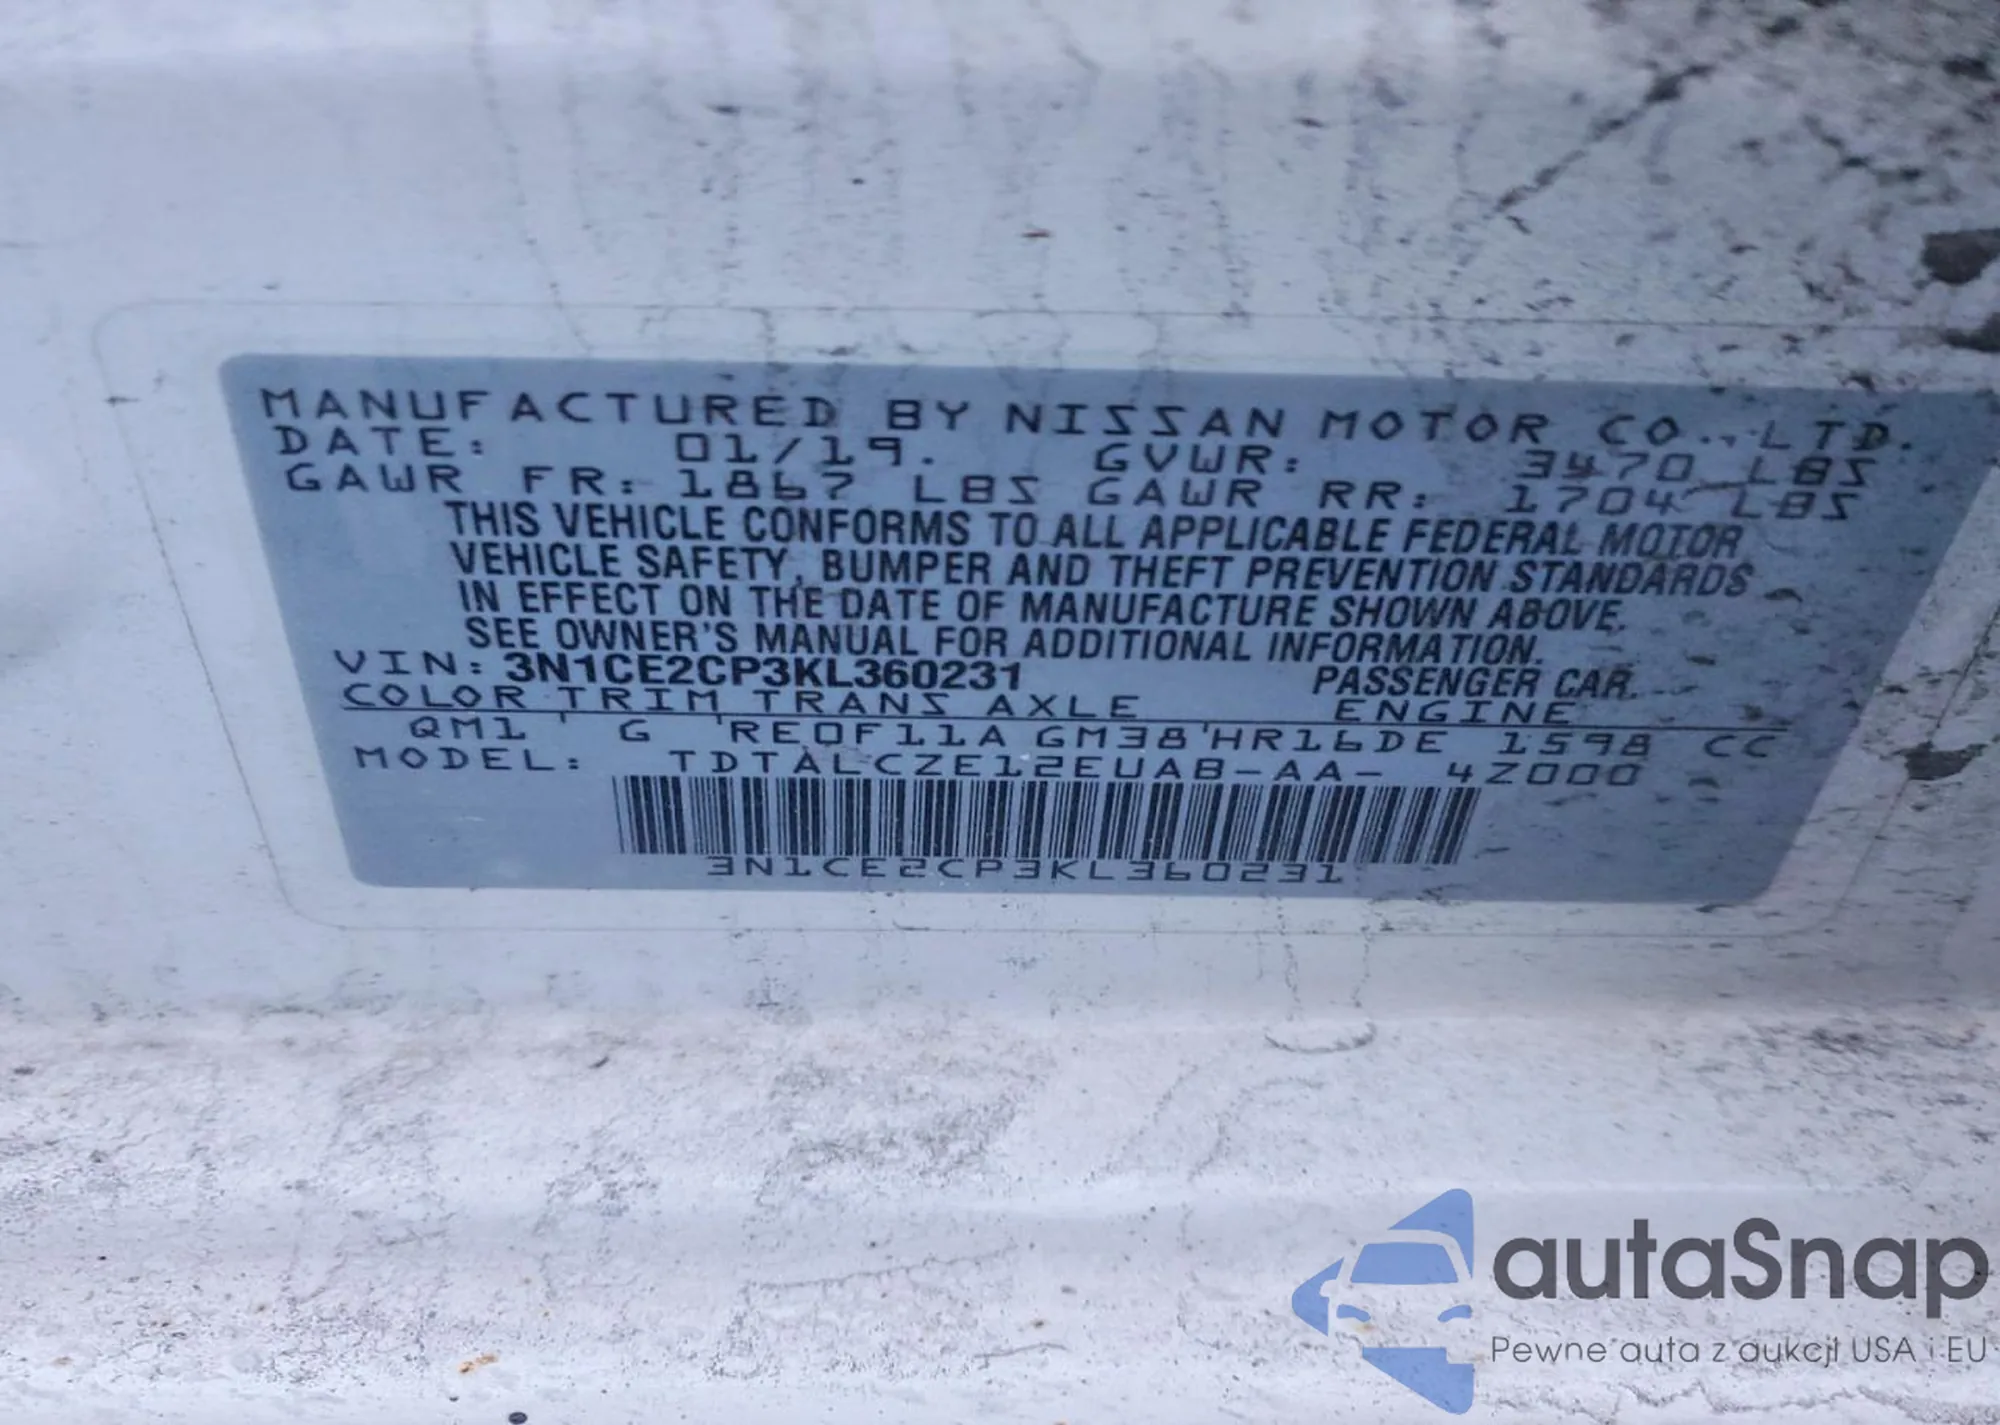 MANUFACTURED BY NISSAN MOTOR CO., LTD.
DATE: 01/19. GVWR: 3470 LBS
GAWR FR: 1867 LBS GAWR RR: 1704 LBS
THIS VEHICLE CONFORMS TO ALL APPLICABLE FEDERAL MOTOR
VEHICLE SAFETY, BUMPER AND THEFT PREVENTION STANDARDS
IN EFFECT ON THE DATE OF MANUFACTURE SHOWN ABOVE.
SEE OWNER'S MANUAL FOR ADDITIONAL INFORMATION.
VIN: 3N1CE2CP3KL360231 PASSENGER CAR.
COLOR TRIM TRANS AXLE ENGINE
QM1 ' G 'RE0F11A GM38'HR16DE 1598 CC
MODEL: TDTALCZE12EUAB-AA- 4Z000
3N1CE2CP3KL360231
autaSnap
Pewne auta z aukcji USA i EU